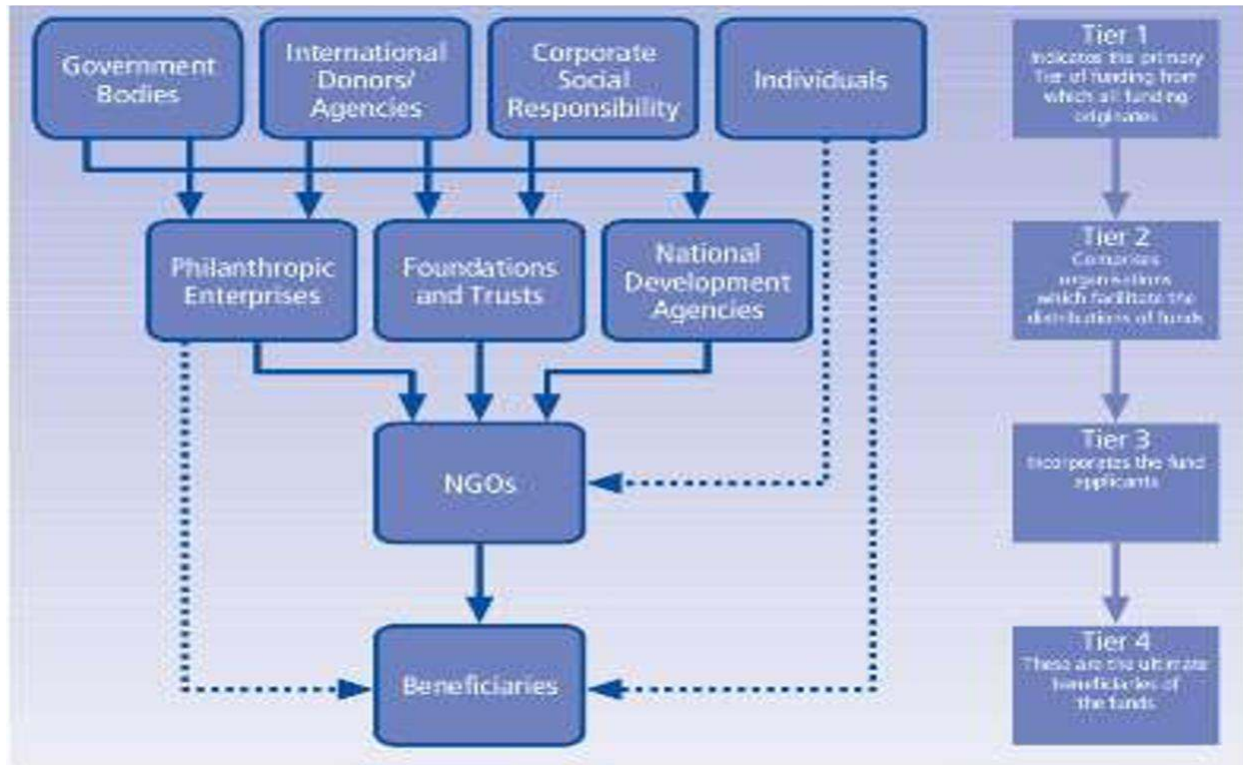 Government
Bodies
International
Donors/
Agencies
Corporate
Social
Responsibility
Individuals
Tier 1
Indicates the primary
Tier of funding from
which all funding
originates
Philanthropic
Enterprises
Foundations
and Trusts
National
Development
Agencies
Tier 2
Comprises
organisations
which facilitate the
distributions of funds
NGOs
Tier 3
Incorporates the fund
applicants
Beneficiaries
Tier 4
These are the ultimate
beneficiaries of
the funds